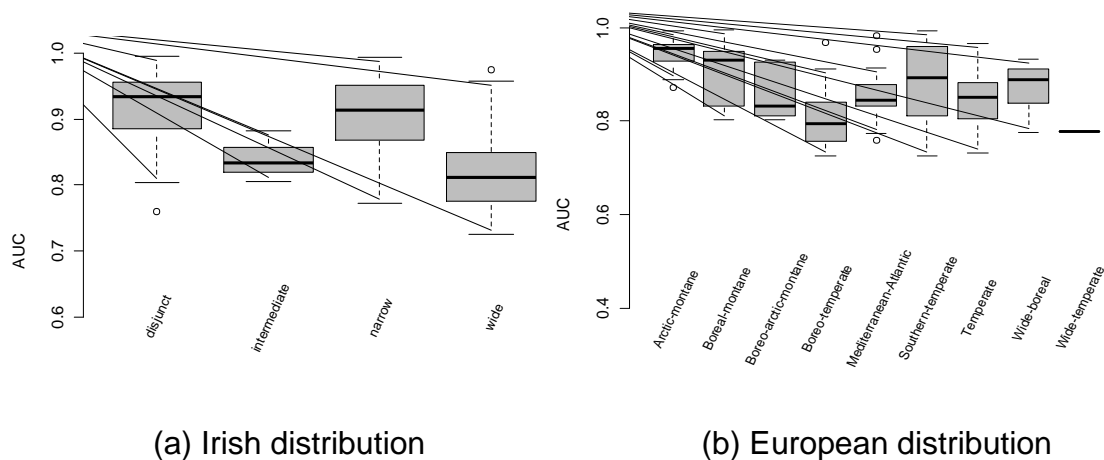 AUC
0.6
0.7
0.8
0.9
1.0
disjunct
intermediate
narrow
wide
(a) Irish distribution
AUC
0.4
0.6
0.8
1.0
Arctic-montane
Boreal-montane
Boreo-arctic-montane
Boreo-temperate
Mediterranean-Atlantic
Southern-temperate
Temperate
Wide-boreal
Wide-temperate
(b) European distribution